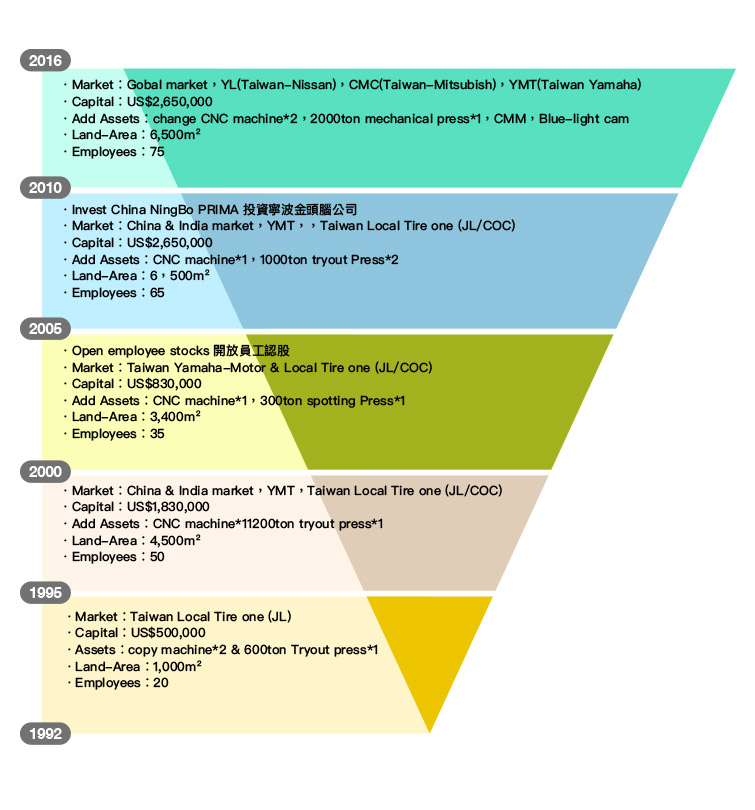 2016
· Market：Gobal market，YL(Taiwan–Nissan)，CMC(Taiwan–Mitsubish)，YMT(Taiwan Yamaha)
· Capital：US$2,650,000
· Add Assets：change CNC machine*2，2000ton mechanical press*1，CMM，Blue–light cam
· Land–Area：6,500m²
· Employees：75
2010
· Invest China NingBo PRIMA 投資寧波金頭腦公司
· Market：China & India market，YMT，，Taiwan Local Tire one (JL/COC)
· Capital：US$2,650,000
· Add Assets：CNC machine*1，1000ton tryout Press*2
· Land–Area：6，500m²
· Employees：65
2005
· Open employee stocks 開放員工認股
· Market：Taiwan Yamaha–Motor & Local Tire one (JL/COC)
· Capital：US$830,000
· Add Assets：CNC machine*1，300ton spotting Press*1
· Land–Area：3,400m²
· Employees：35
2000
· Market：China & India market，YMT，Taiwan Local Tire one (JL/COC)
· Capital：US$1,830,000
· Add Assets：CNC machine*11200ton tryout press*1
· Land–Area：4,500m²
· Employees：50
1995
· Market：Taiwan Local Tire one (JL)
· Capital：US$500,000
· Assets：copy machine*2 & 600ton Tryout press*1
· Land–Area：1,000m²
· Employees：20
1992